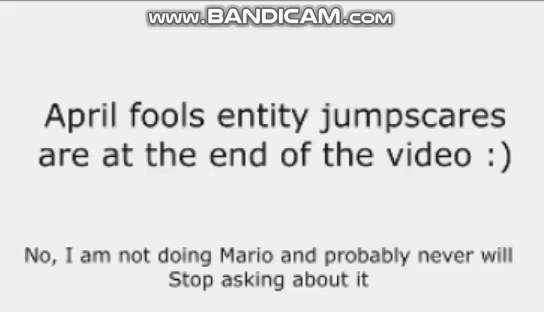 www.BANDICAM.com
April fools entity jumpscares
are at the end of the video :)
No, I am not doing Mario and probably never will
Stop asking about it